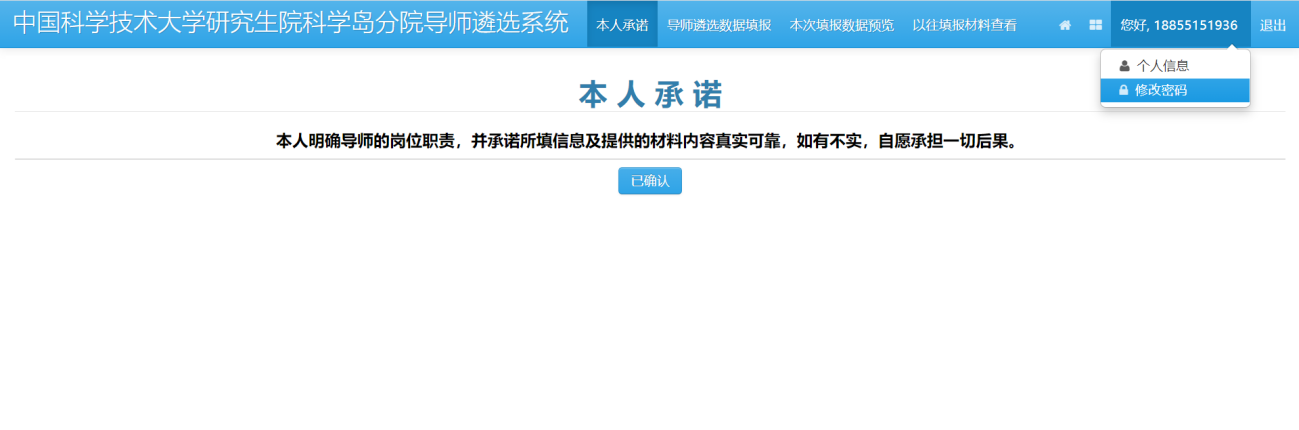 中国科学技术大学研究生院科学岛分院导师遴选系统 本人承诺 导师遴选数据填报 本次填报数据预览 以往填报材料查看 您好, 18855151936 退出
个人信息
修改密码
本人承诺
本人明确导师的岗位职责，并承诺所填信息及提供的材料内容真实可靠，如有不实，自愿承担一切后果。
已确认